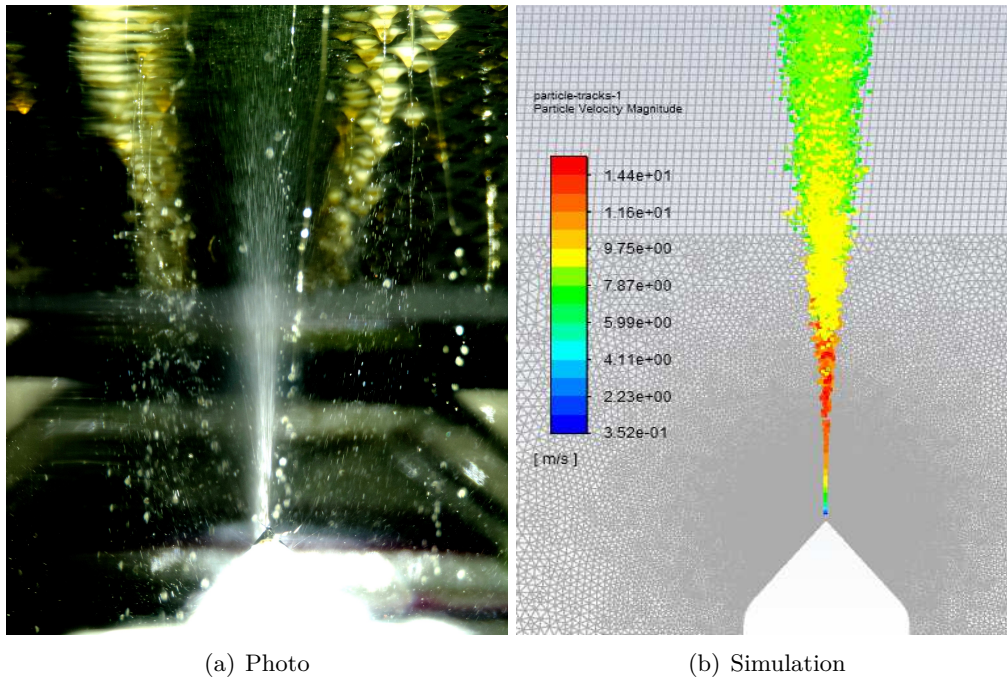 particle-tracks-1
Particle Velocity Magnitude
1.44e+01
1.16e+01
9.75e+00
7.87e+00
5.99e+00
4.11e+00
2.23e+00
3.52e-01
[ m/s ]
(a) Photo
(b) Simulation